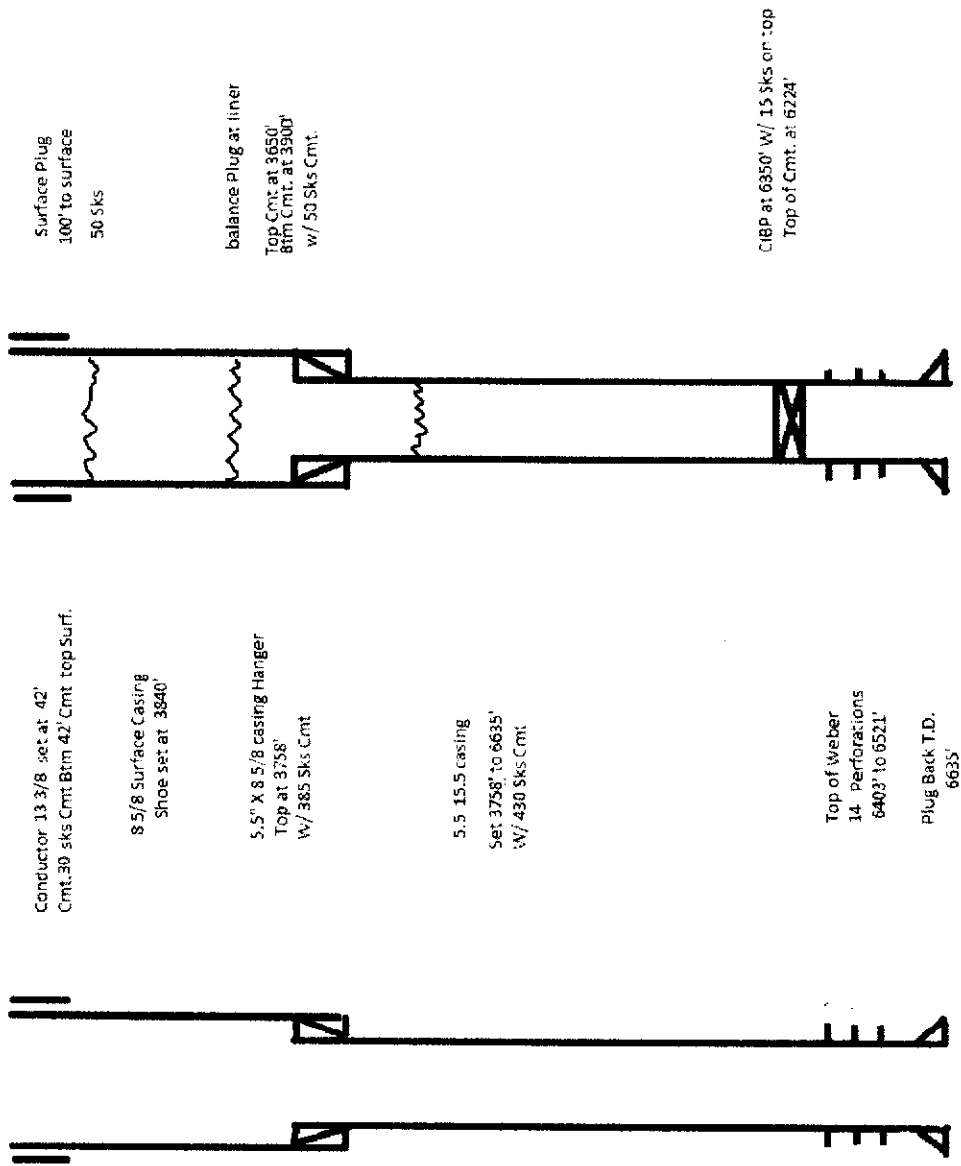 Conductor 13 3/8 set at 42'
Cmt.30 sks Cmt Btm 42' Cmt top Surf.
8 5/8 Surface Casing
Shoe set at 3840'
5.5" X 8 5/8 casing Hanger
Top at 3758'
W/ 385 Sks Cmt
5.5 15.5 casing
Set 3758' to 6635'
W/ 430 Sks Cmt
Top of Weber
14 Perforations
6403' to 6521'
Plug Back T.D.
6635'
Surface Plug
100' to surface
50 Sks
balance Plug at liner
Top Cmt at 3650'
Btm Cmt. at 3900'
w/ 50 Sks Cmt.
CIBP at 6350' W/ 15 Sks on top
Top of Cmt. at 6224'